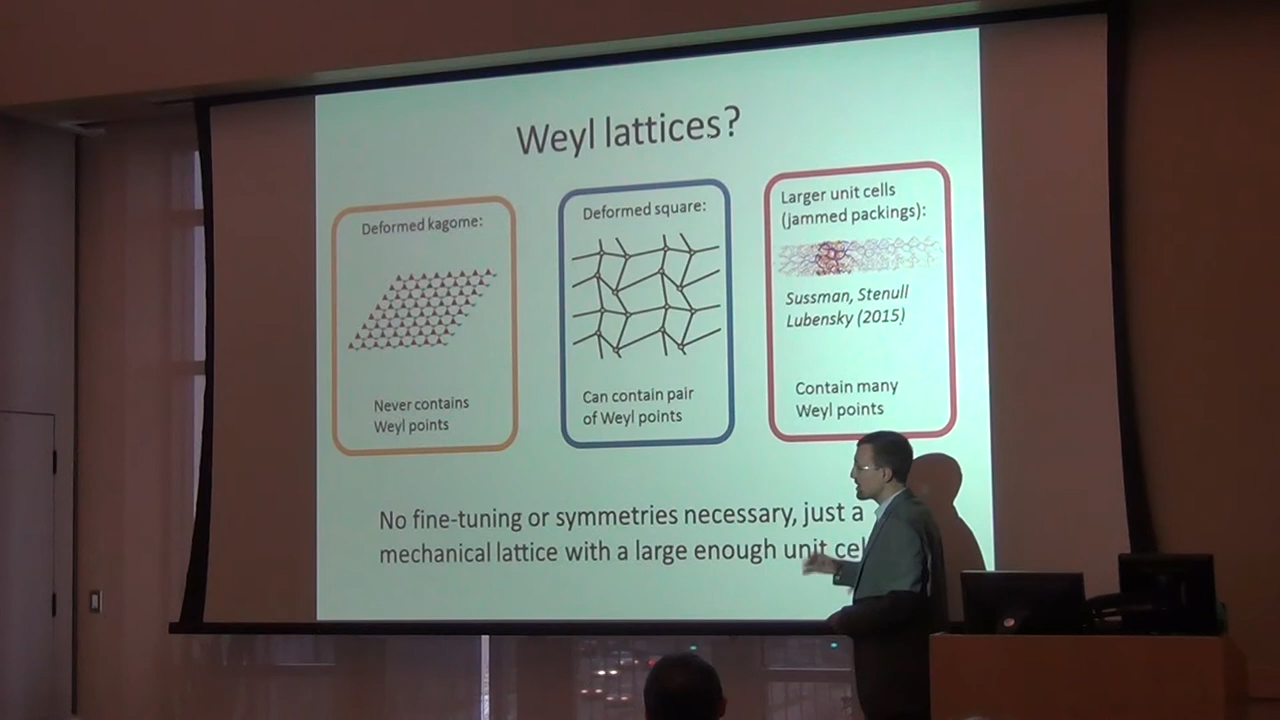 Weyl lattices?
Deformed kagome:
Never contains
Weyl points
Deformed square:
Can contain pair
of Weyl points
Larger unit cells
(jammed packings):
Sussman, Stenull
Lubensky (2015)
Contain many
Weyl points
No fine-tuning or symmetries necessary, just a
mechanical lattice with a large enough unit cel